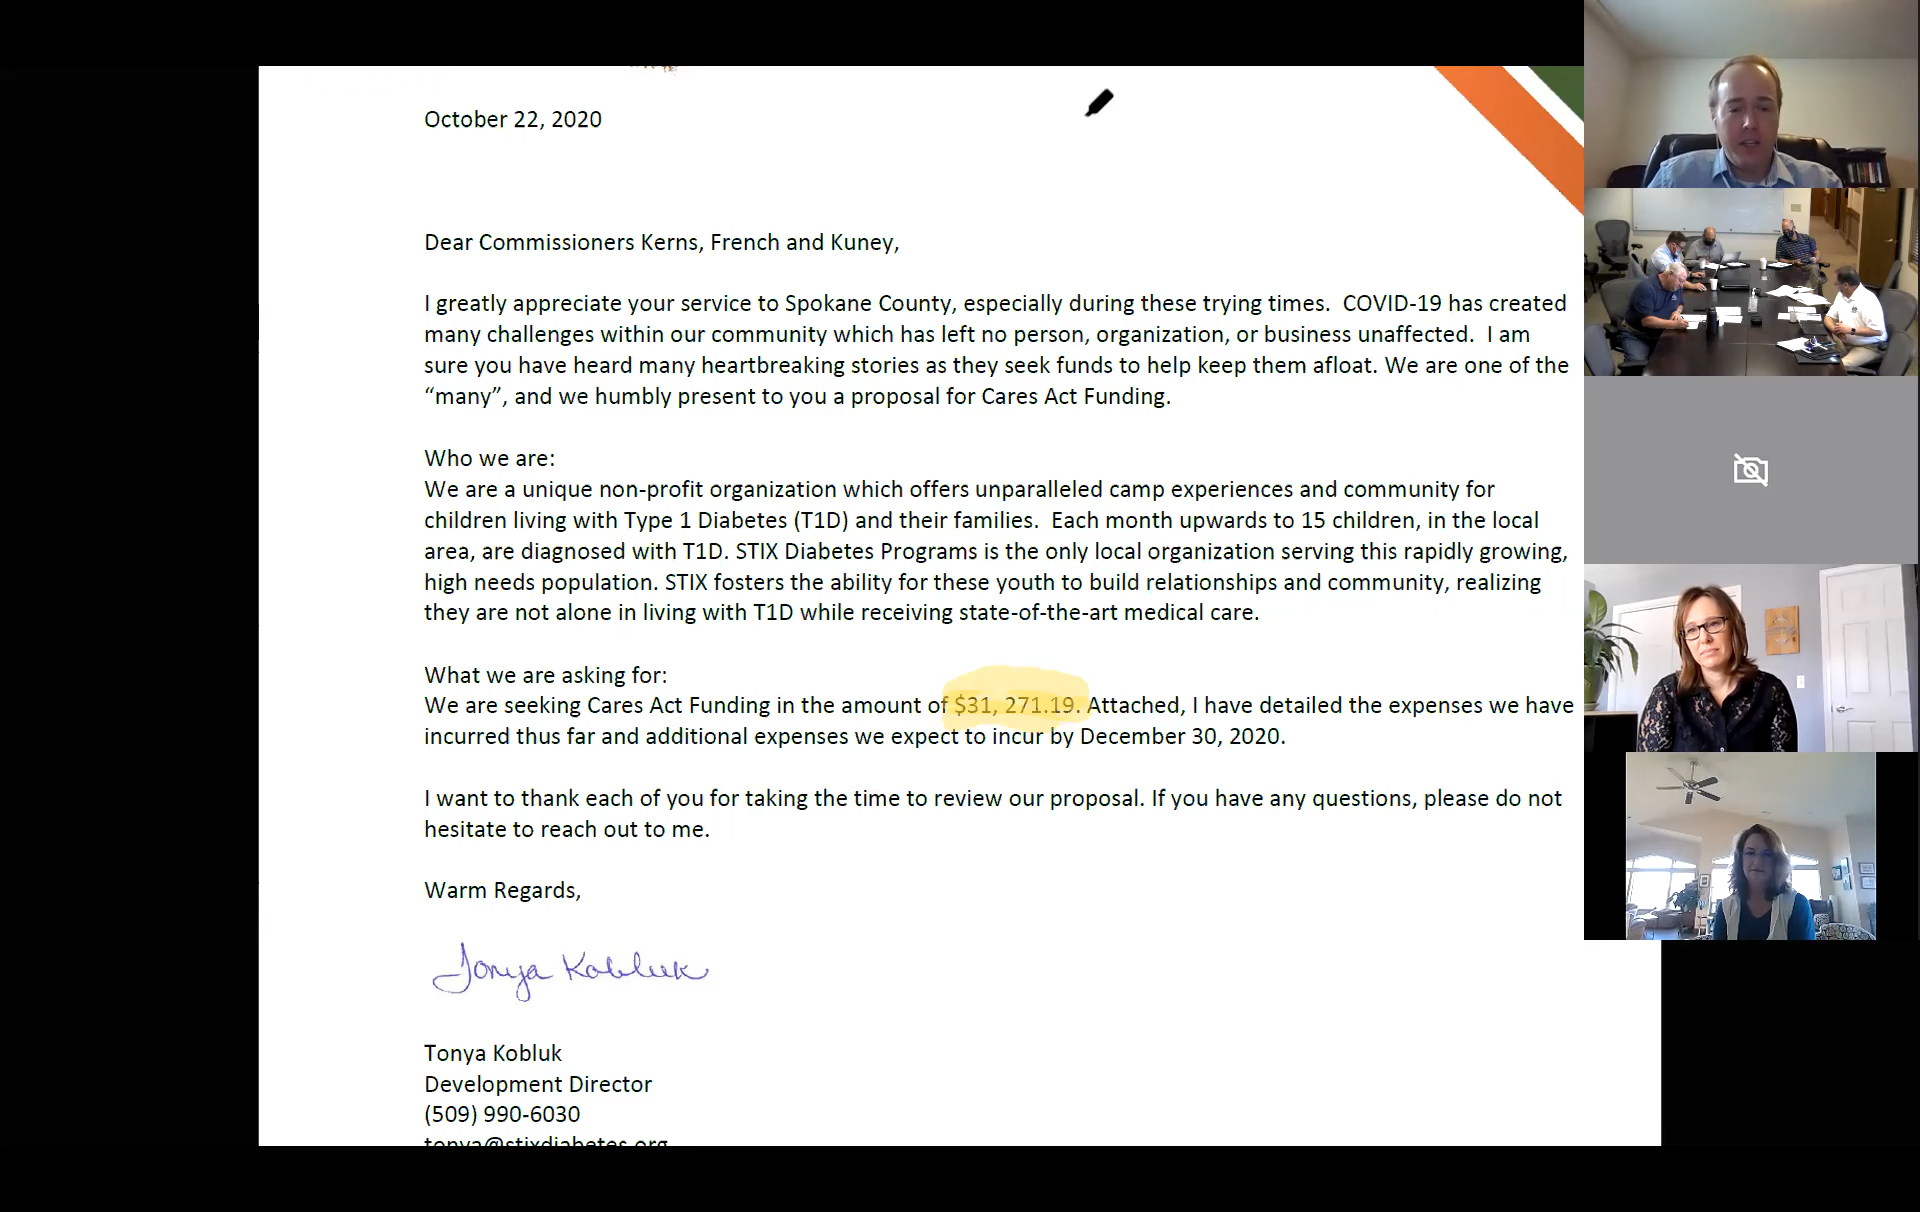 October 22, 2020
Dear Commissioners Kerns, French and Kuney,
I greatly appreciate your service to Spokane County, especially during these trying times.  COVID-19 has created
many challenges within our community which has left no person, organization, or business unaffected.  I am
sure you have heard many heartbreaking stories as they seek funds to help keep them afloat. We are one of the
“many”, and we humbly present to you a proposal for Cares Act Funding.
Who we are:
We are a unique non-profit organization which offers unparalleled camp experiences and community for
children living with Type 1 Diabetes (T1D) and their families.  Each month upwards to 15 children, in the local
area, are diagnosed with T1D. STIX Diabetes Programs is the only local organization serving this rapidly growing,
high needs population. STIX fosters the ability for these youth to build relationships and community, realizing
they are not alone in living with T1D while receiving state-of-the-art medical care.
What we are asking for:
We are seeking Cares Act Funding in the amount of $31, 271.19. Attached, I have detailed the expenses we have
incurred thus far and additional expenses we expect to incur by December 30, 2020.
I want to thank each of you for taking the time to review our proposal. If you have any questions, please do not
hesitate to reach out to me.
Warm Regards,
Tonya Kobluk
Tonya Kobluk
Development Director
(509) 990-6030
tonya@stixdiabetes.org